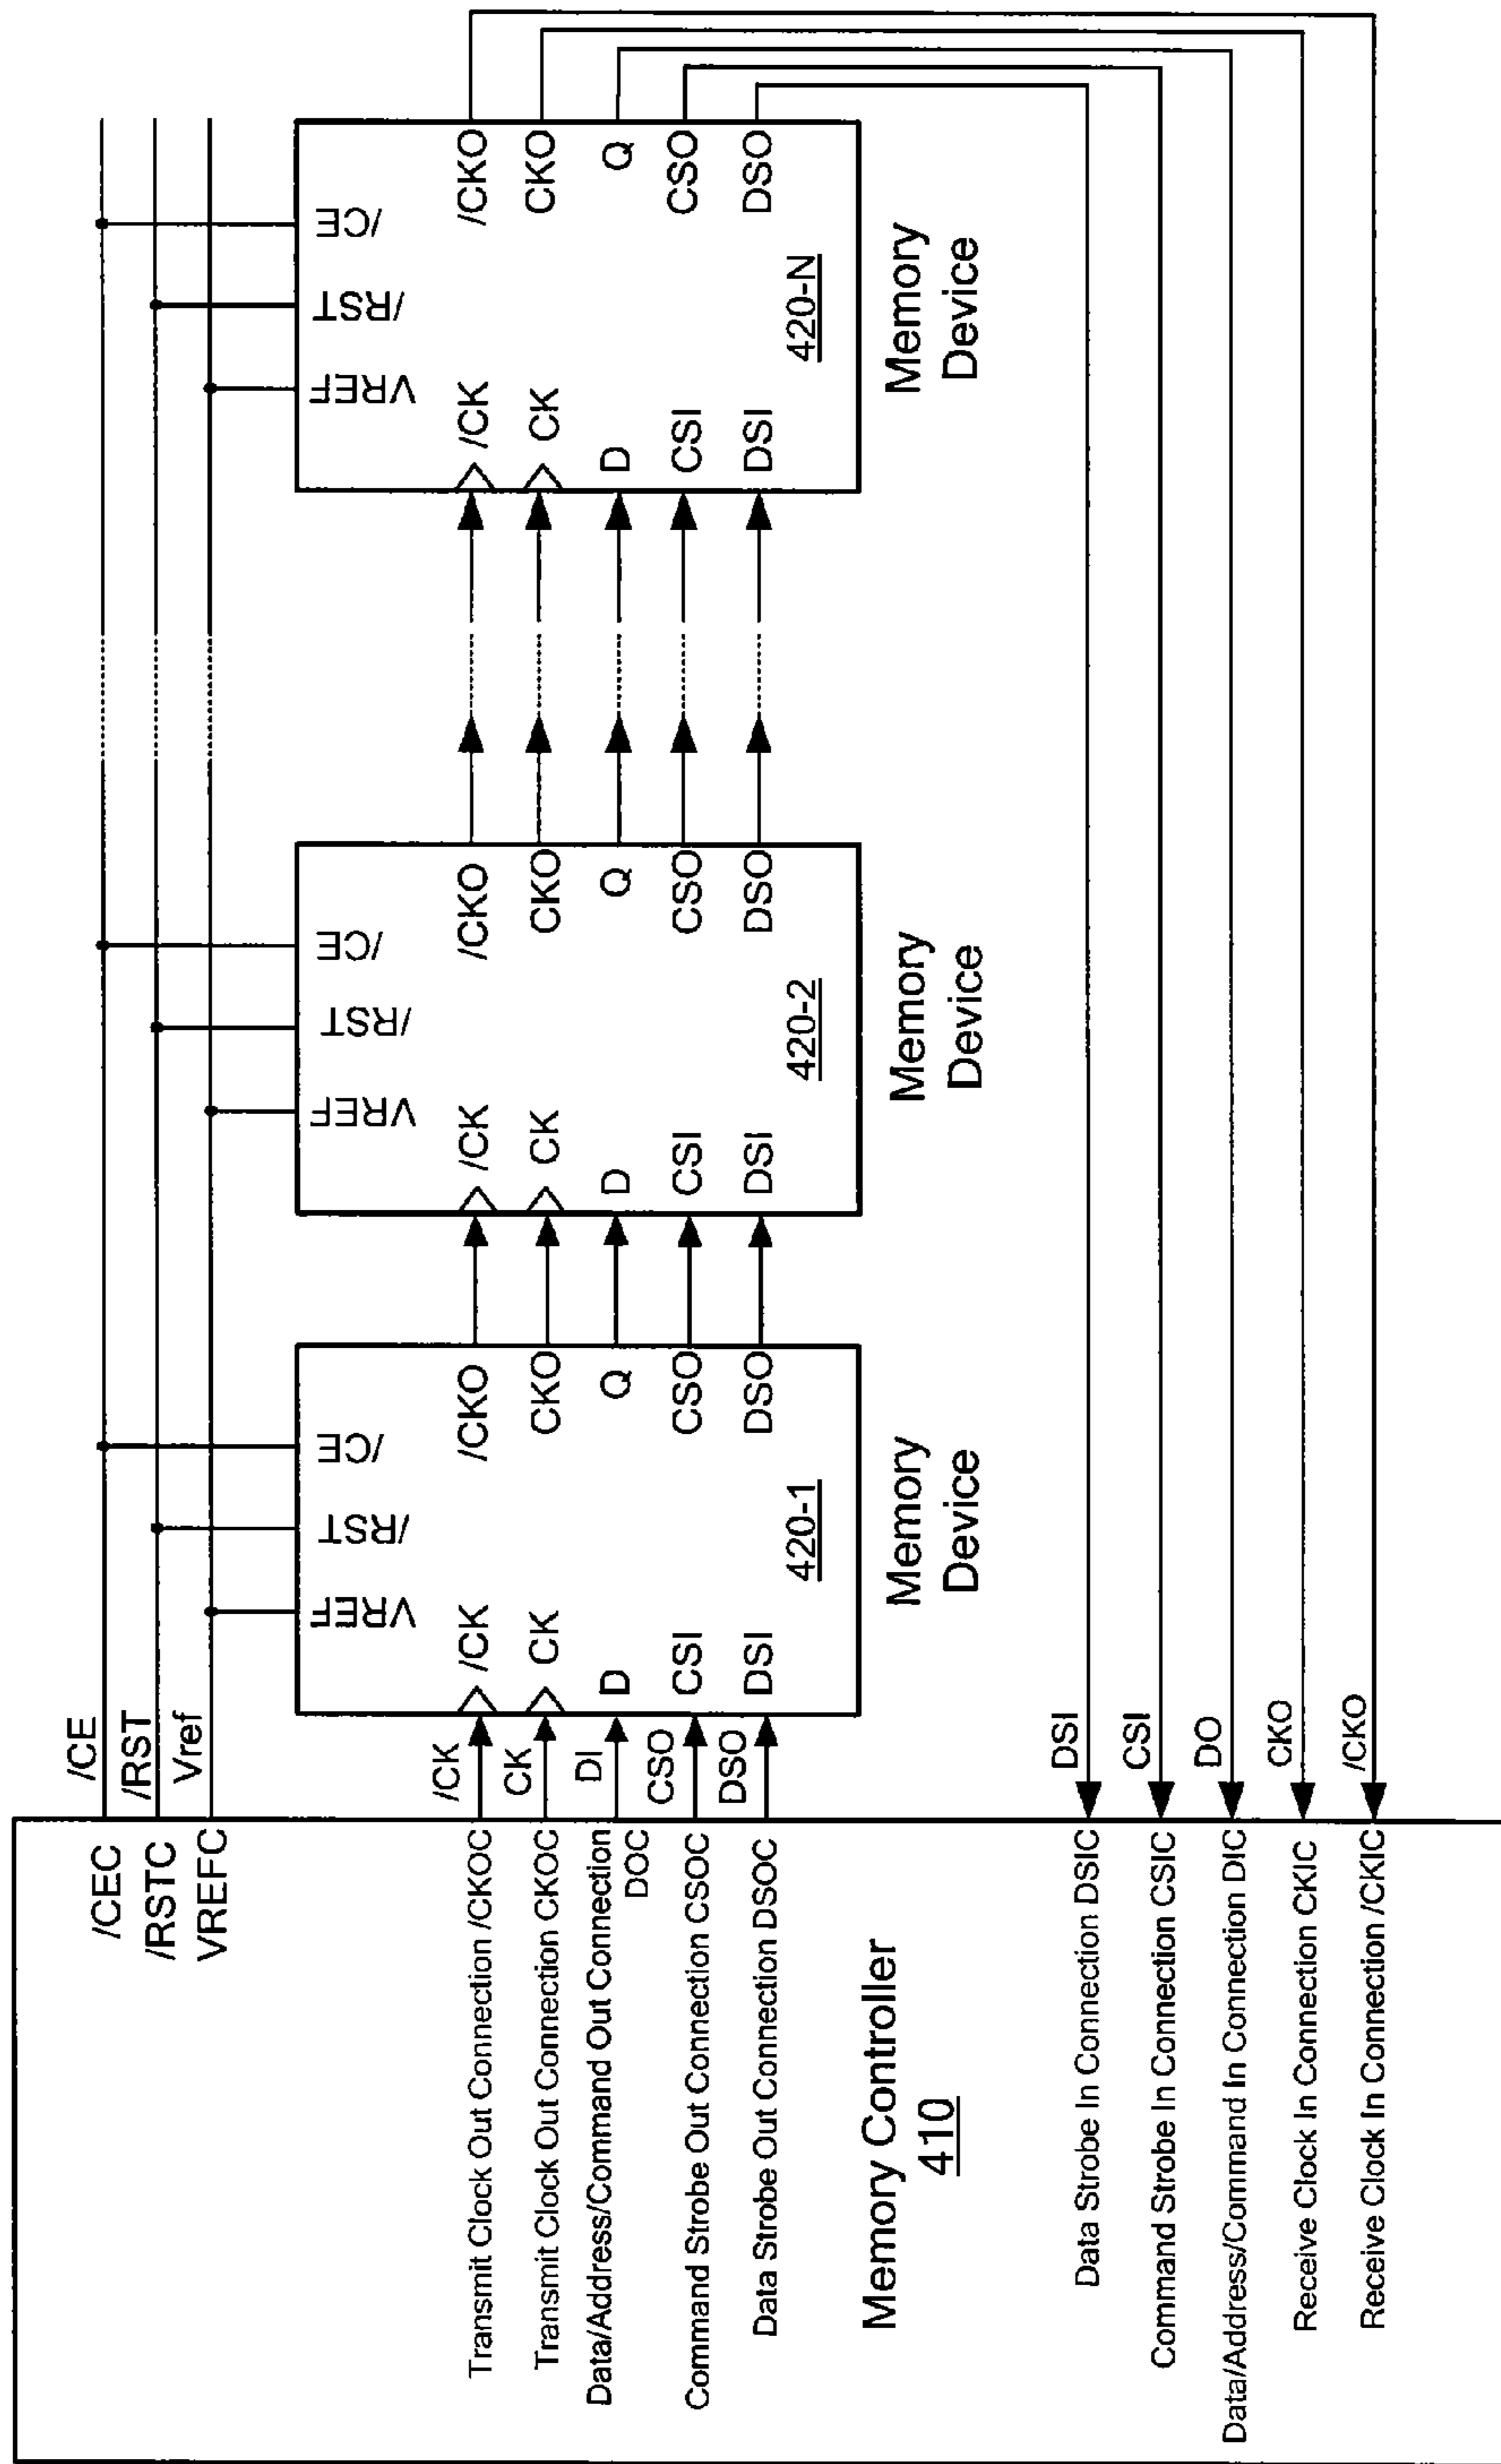 /CEC
/RSTC
VREFC
/CE
/RST
Vref
Transmit Clock Out Connection /CKOC
Transmit Clock Out Connection CKOC
Data/Address/Command Out Connection
DOC
Command Strobe Out Connection CSOC
Data Strobe Out Connection DSOC
/CK
CK
DI
CSO
DSO
Memory Controller
410
Data Strobe In Connection DSIC
Command Strobe In Connection CSIC
Data/Address/Command In Connection DIC
Receive Clock In Connection CKIC
Receive Clock In Connection /CKIC
DSI
CSI
DO
CKO
/CKO
VREF
/RST
/CE
/CK
CK
D
CSI
DSI
/CKO
CKO
Q
CSO
DSO
420-1
Memory
Device
VREF
/RST
/CE
/CK
CK
D
CSI
DSI
/CKO
CKO
Q
CSO
DSO
420-2
Memory
Device
VREF
/RST
/CE
/CK
CK
D
CSI
DSI
/CKO
CKO
Q
CSO
DSO
420-N
Memory
Device